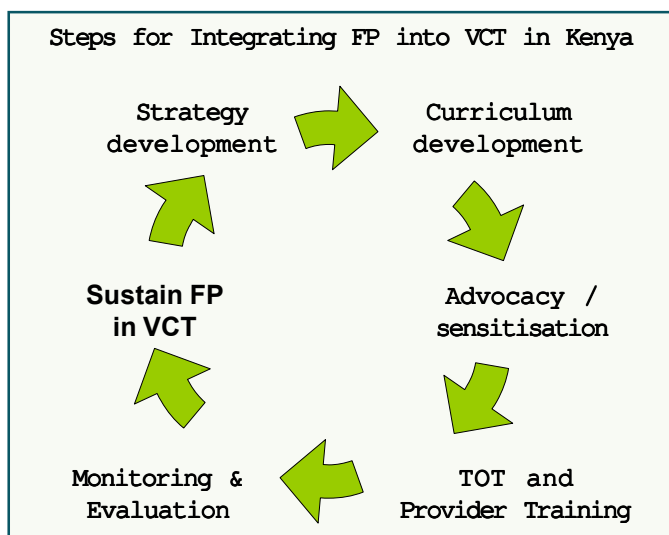 Steps for Integrating FP into VCT in Kenya
Strategy
development
Curriculum
development
Advocacy /
sensitisation
TOT and
Provider Training
Monitoring &
Evaluation
Sustain FP
in VCT